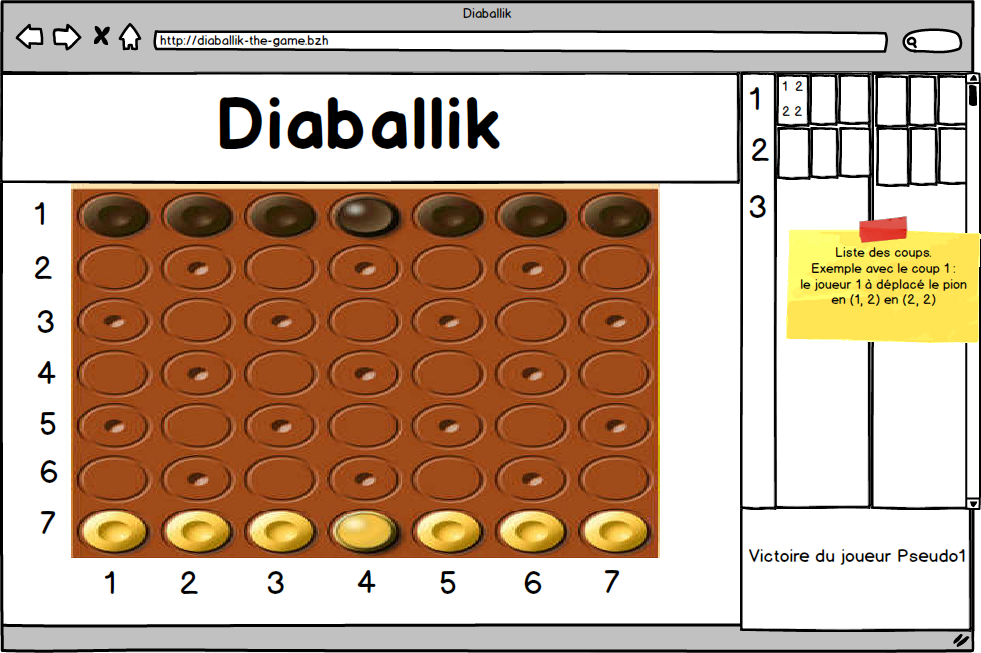 Diaballik
http://diaballik-the-game.bzh
Diaballik
1
1 2
2 2
2
3
Liste des coups.
Exemple avec le coup 1 :
le joueur 1 à déplacé le pion
en (1, 2) en (2, 2)
1
2
3
4
5
6
7
1 2 3 4 5 6 7
Victoire du joueur Pseudo1